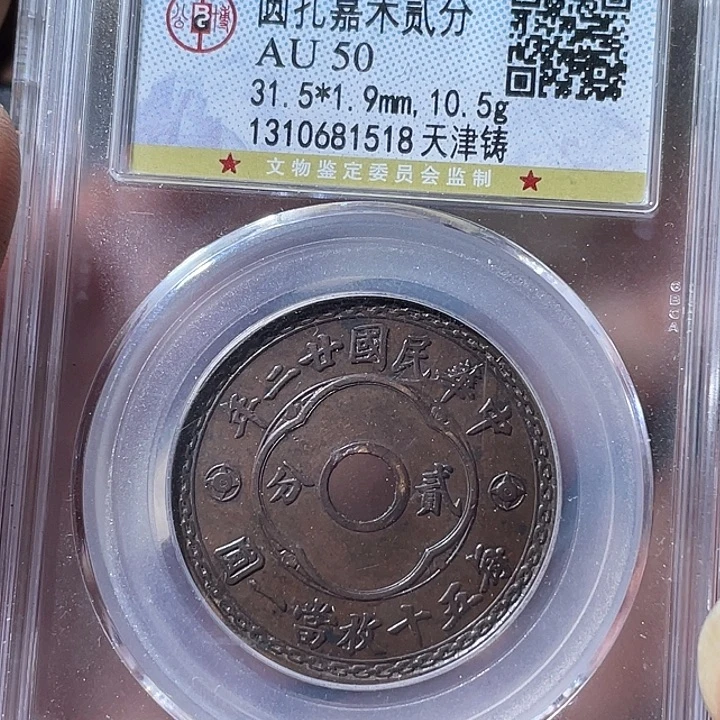 圆孔嘉禾贰分
AU 50
31.5*1.9mm,10.5g
1310681518 天津铸
文物鉴定委员会监制
GBCA
中華民國廿二年
貳分
每五十枚當一圓